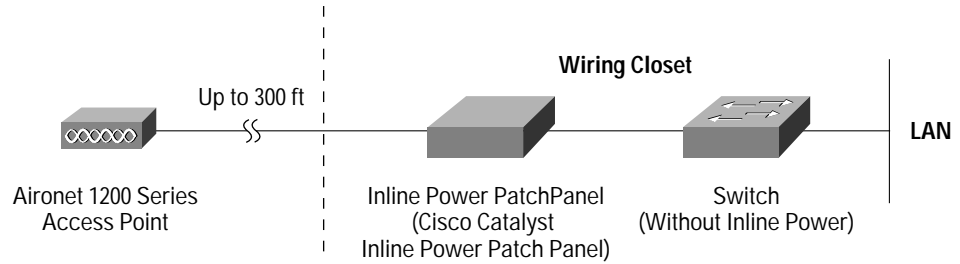 Wiring Closet
Up to 300 ft
LAN
Aironet 1200 Series
Access Point
Inline Power PatchPanel
(Cisco Catalyst
Inline Power Patch Panel)
Switch
(Without Inline Power)